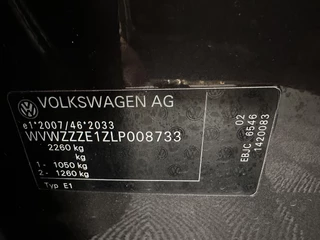 VOLKSWAGEN AG
e1*2007/46*2033
WVWZZZE1ZLP008733
2260 kg
kg
1 - 1050 kg
2 - 1260 kg
Typ E1
EBJC 02
6546
1420083